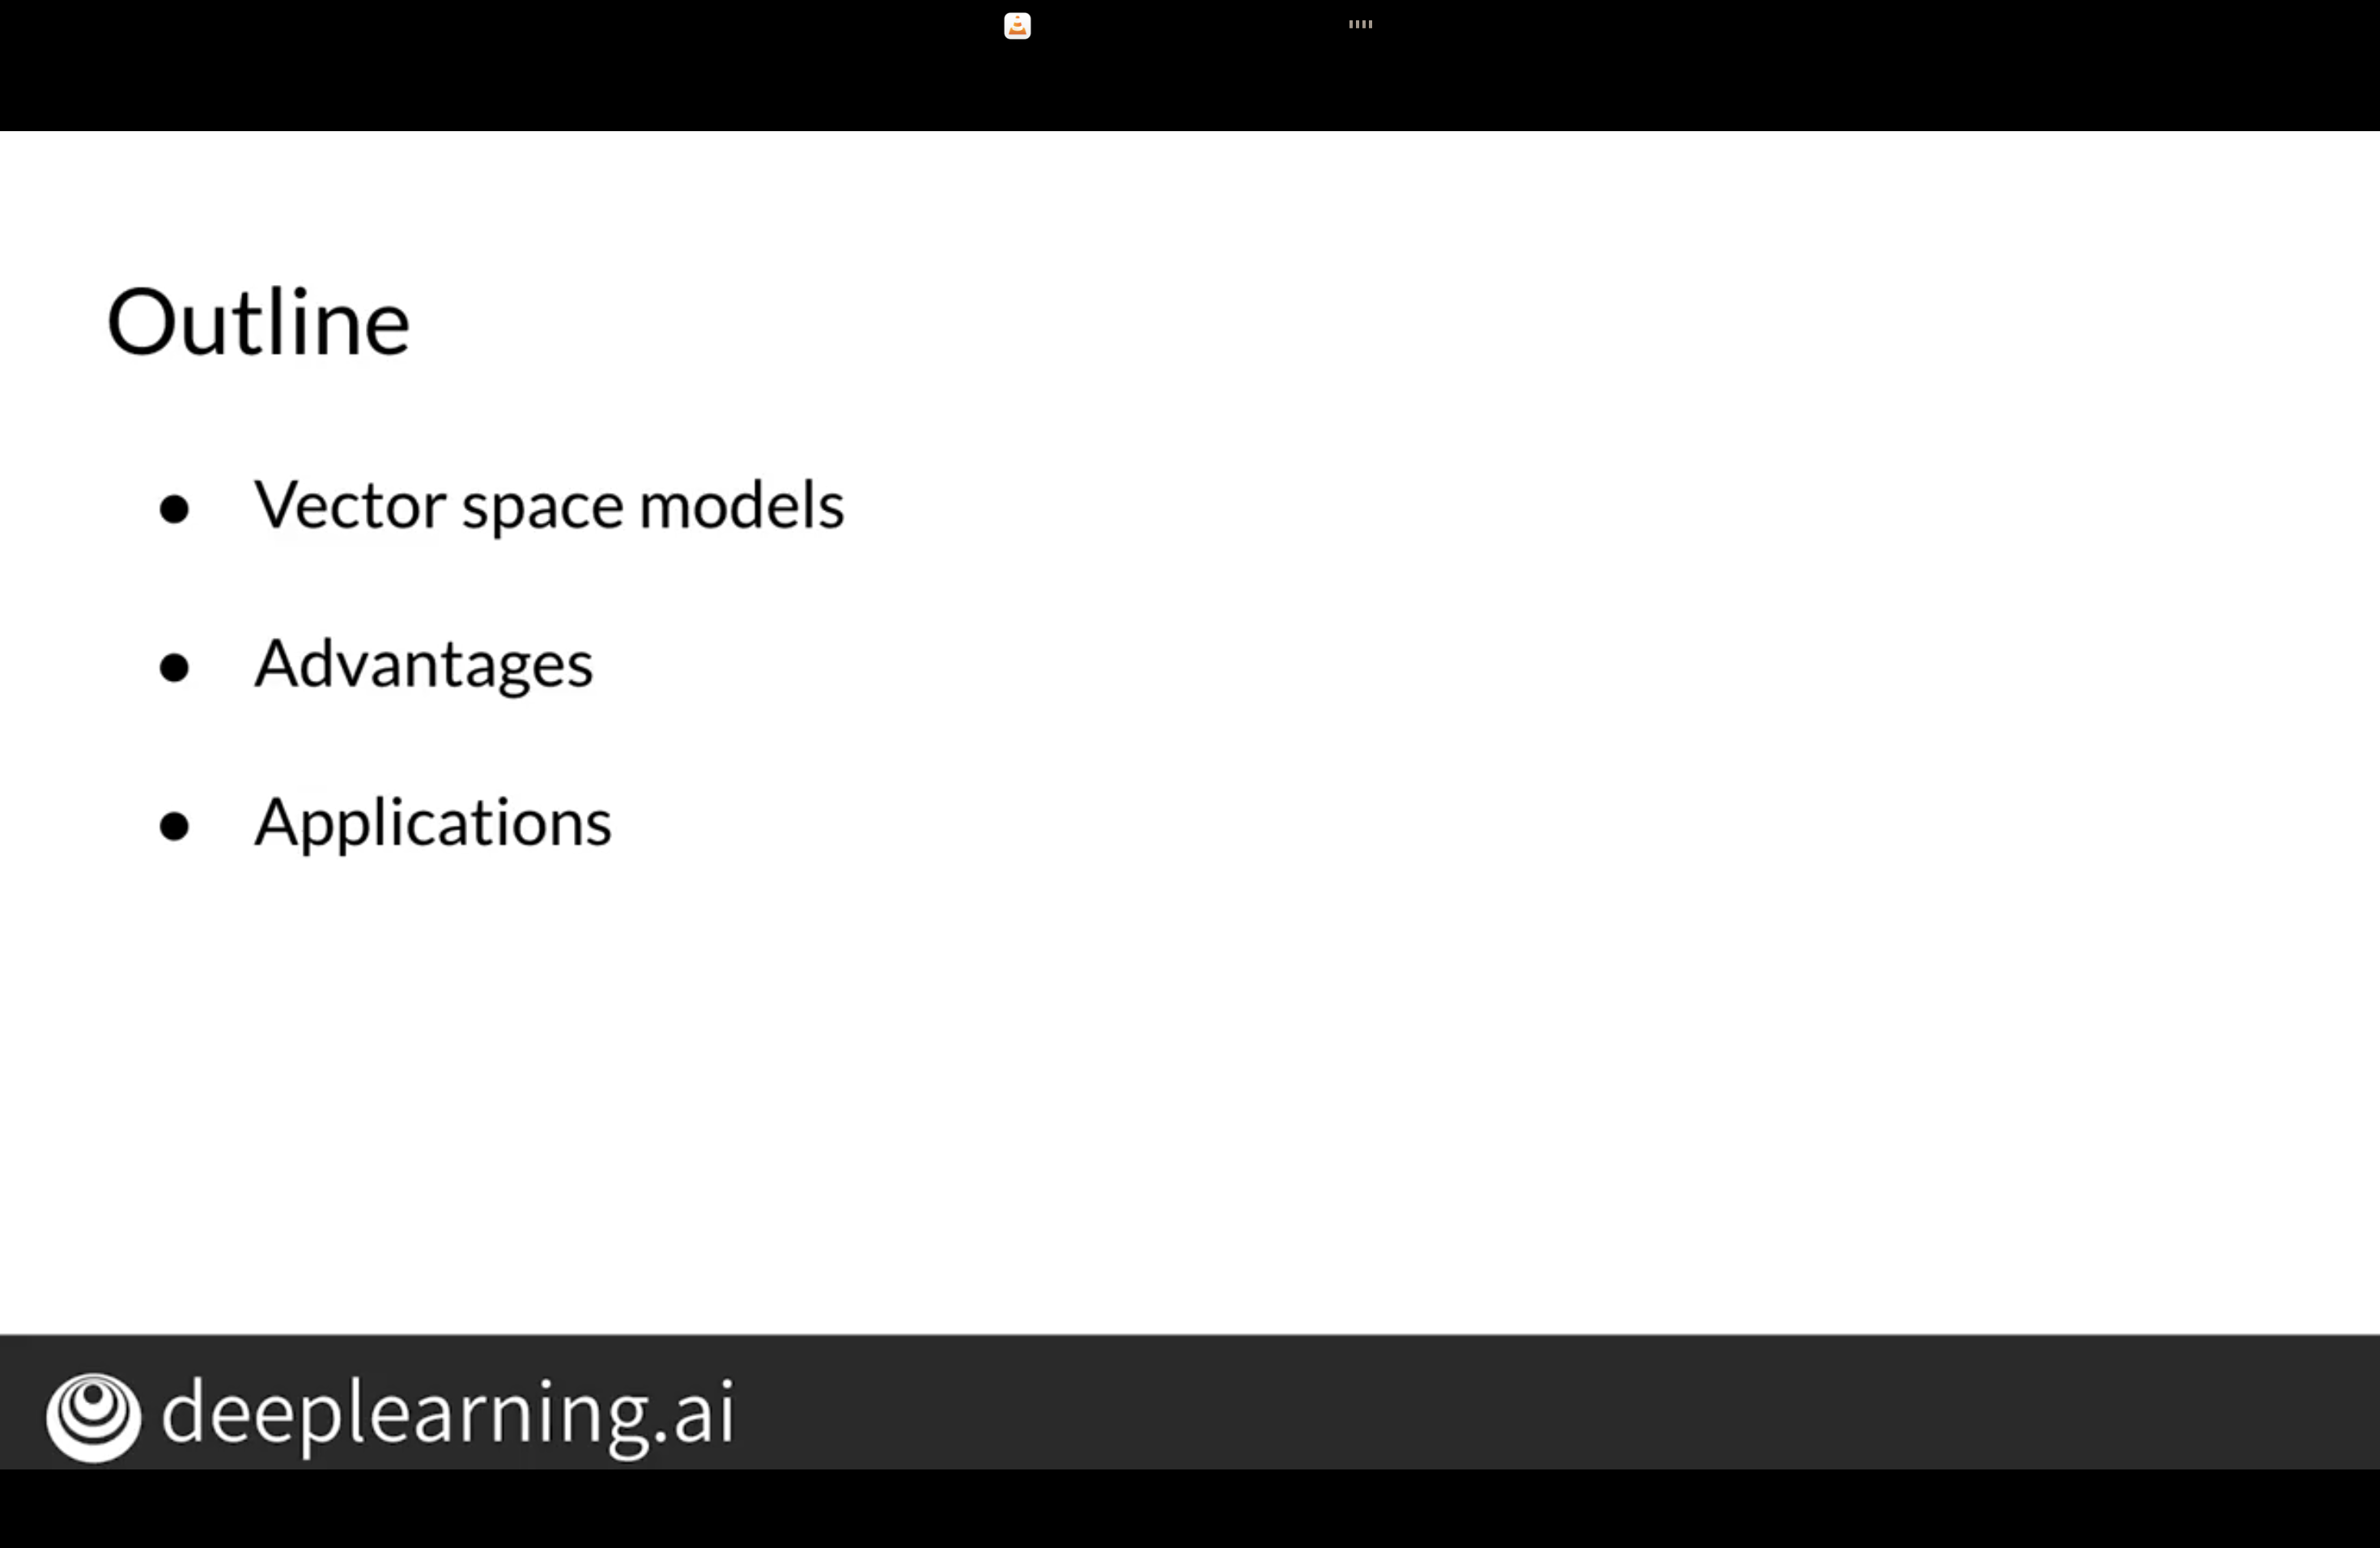 Outline
● Vector space models
● Advantages
● Applications
deeplearning.ai